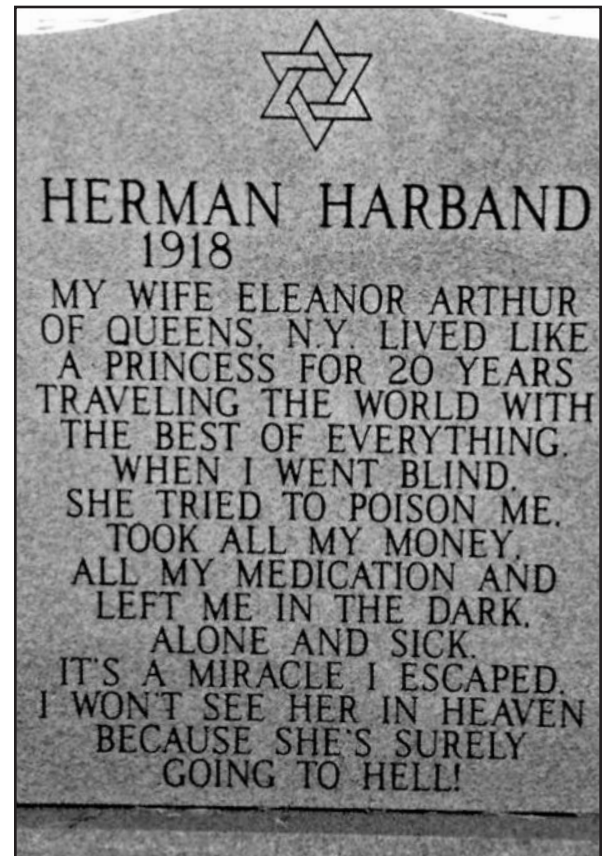 HERMAN HARBAND
1918
MY WIFE ELEANOR ARTHUR
OF QUEENS, N.Y. LIVED LIKE
A PRINCESS FOR 20 YEARS
TRAVELING THE WORLD WITH
THE BEST OF EVERYTHING.
WHEN I WENT BLIND,
SHE TRIED TO POISON ME,
TOOK ALL MY MONEY,
ALL MY MEDICATION AND
LEFT ME IN THE DARK,
ALONE AND SICK.
IT'S A MIRACLE I ESCAPED.
I WON'T SEE HER IN HEAVEN
BECAUSE SHE'S SURELY
GOING TO HELL!